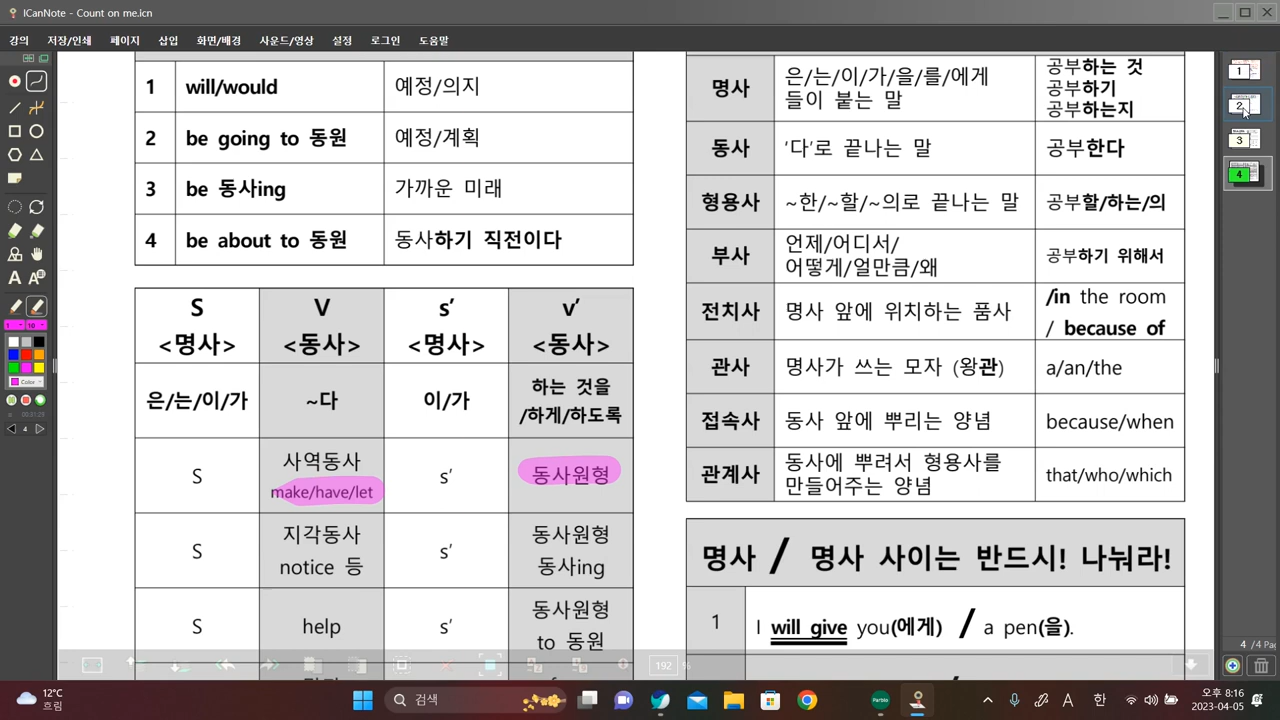 ICanNote - Count on me.icn
강의 저장/인쇄 페이지 삽입 화면/배경 사운드/영상 설정 로그인 도움말
1 will/would 예정/의지
2 be going to 동원 예정/계획
3 be 동사ing 가까운 미래
4 be about to 동원 동사하기 직전이다
S V s' v'
<명사> <동사> <명사> <동사>
은/는/이/가 ~다 이/가 하는 것을
/하게/하도록
S 사역동사 s' 동사원형
make/have/let
S 지각동사 s' 동사원형
notice 등 동사ing
S help s' 동사원형
to 동원
명사 은/는/이/가/을/를/에게 공부하는 것
들이 붙는 말 공부하기
공부하는지
동사 '다'로 끝나는 말 공부한다
형용사 ~한/~할/~의로 끝나는 말 공부할/하는/의
부사 언제/어디서/ 공부하기 위해서
어떻게/얼만큼/왜
전치사 명사 앞에 위치하는 품사 /in the room
/ because of
관사 명사가 쓰는 모자 (왕관) a/an/the
접속사 동사 앞에 뿌리는 양념 because/when
관계사 동사에 뿌려서 형용사를 that/who/which
만들어주는 양념
명사 / 명사 사이는 반드시! 나눠라!
1 I will give you(에게) / a pen(을).
1
2
3
4
1 10
Color
4
192 %
4 /4 Pag
12°C
흐림
검색
Parblo
A 한
오후 8:16
2023-04-05